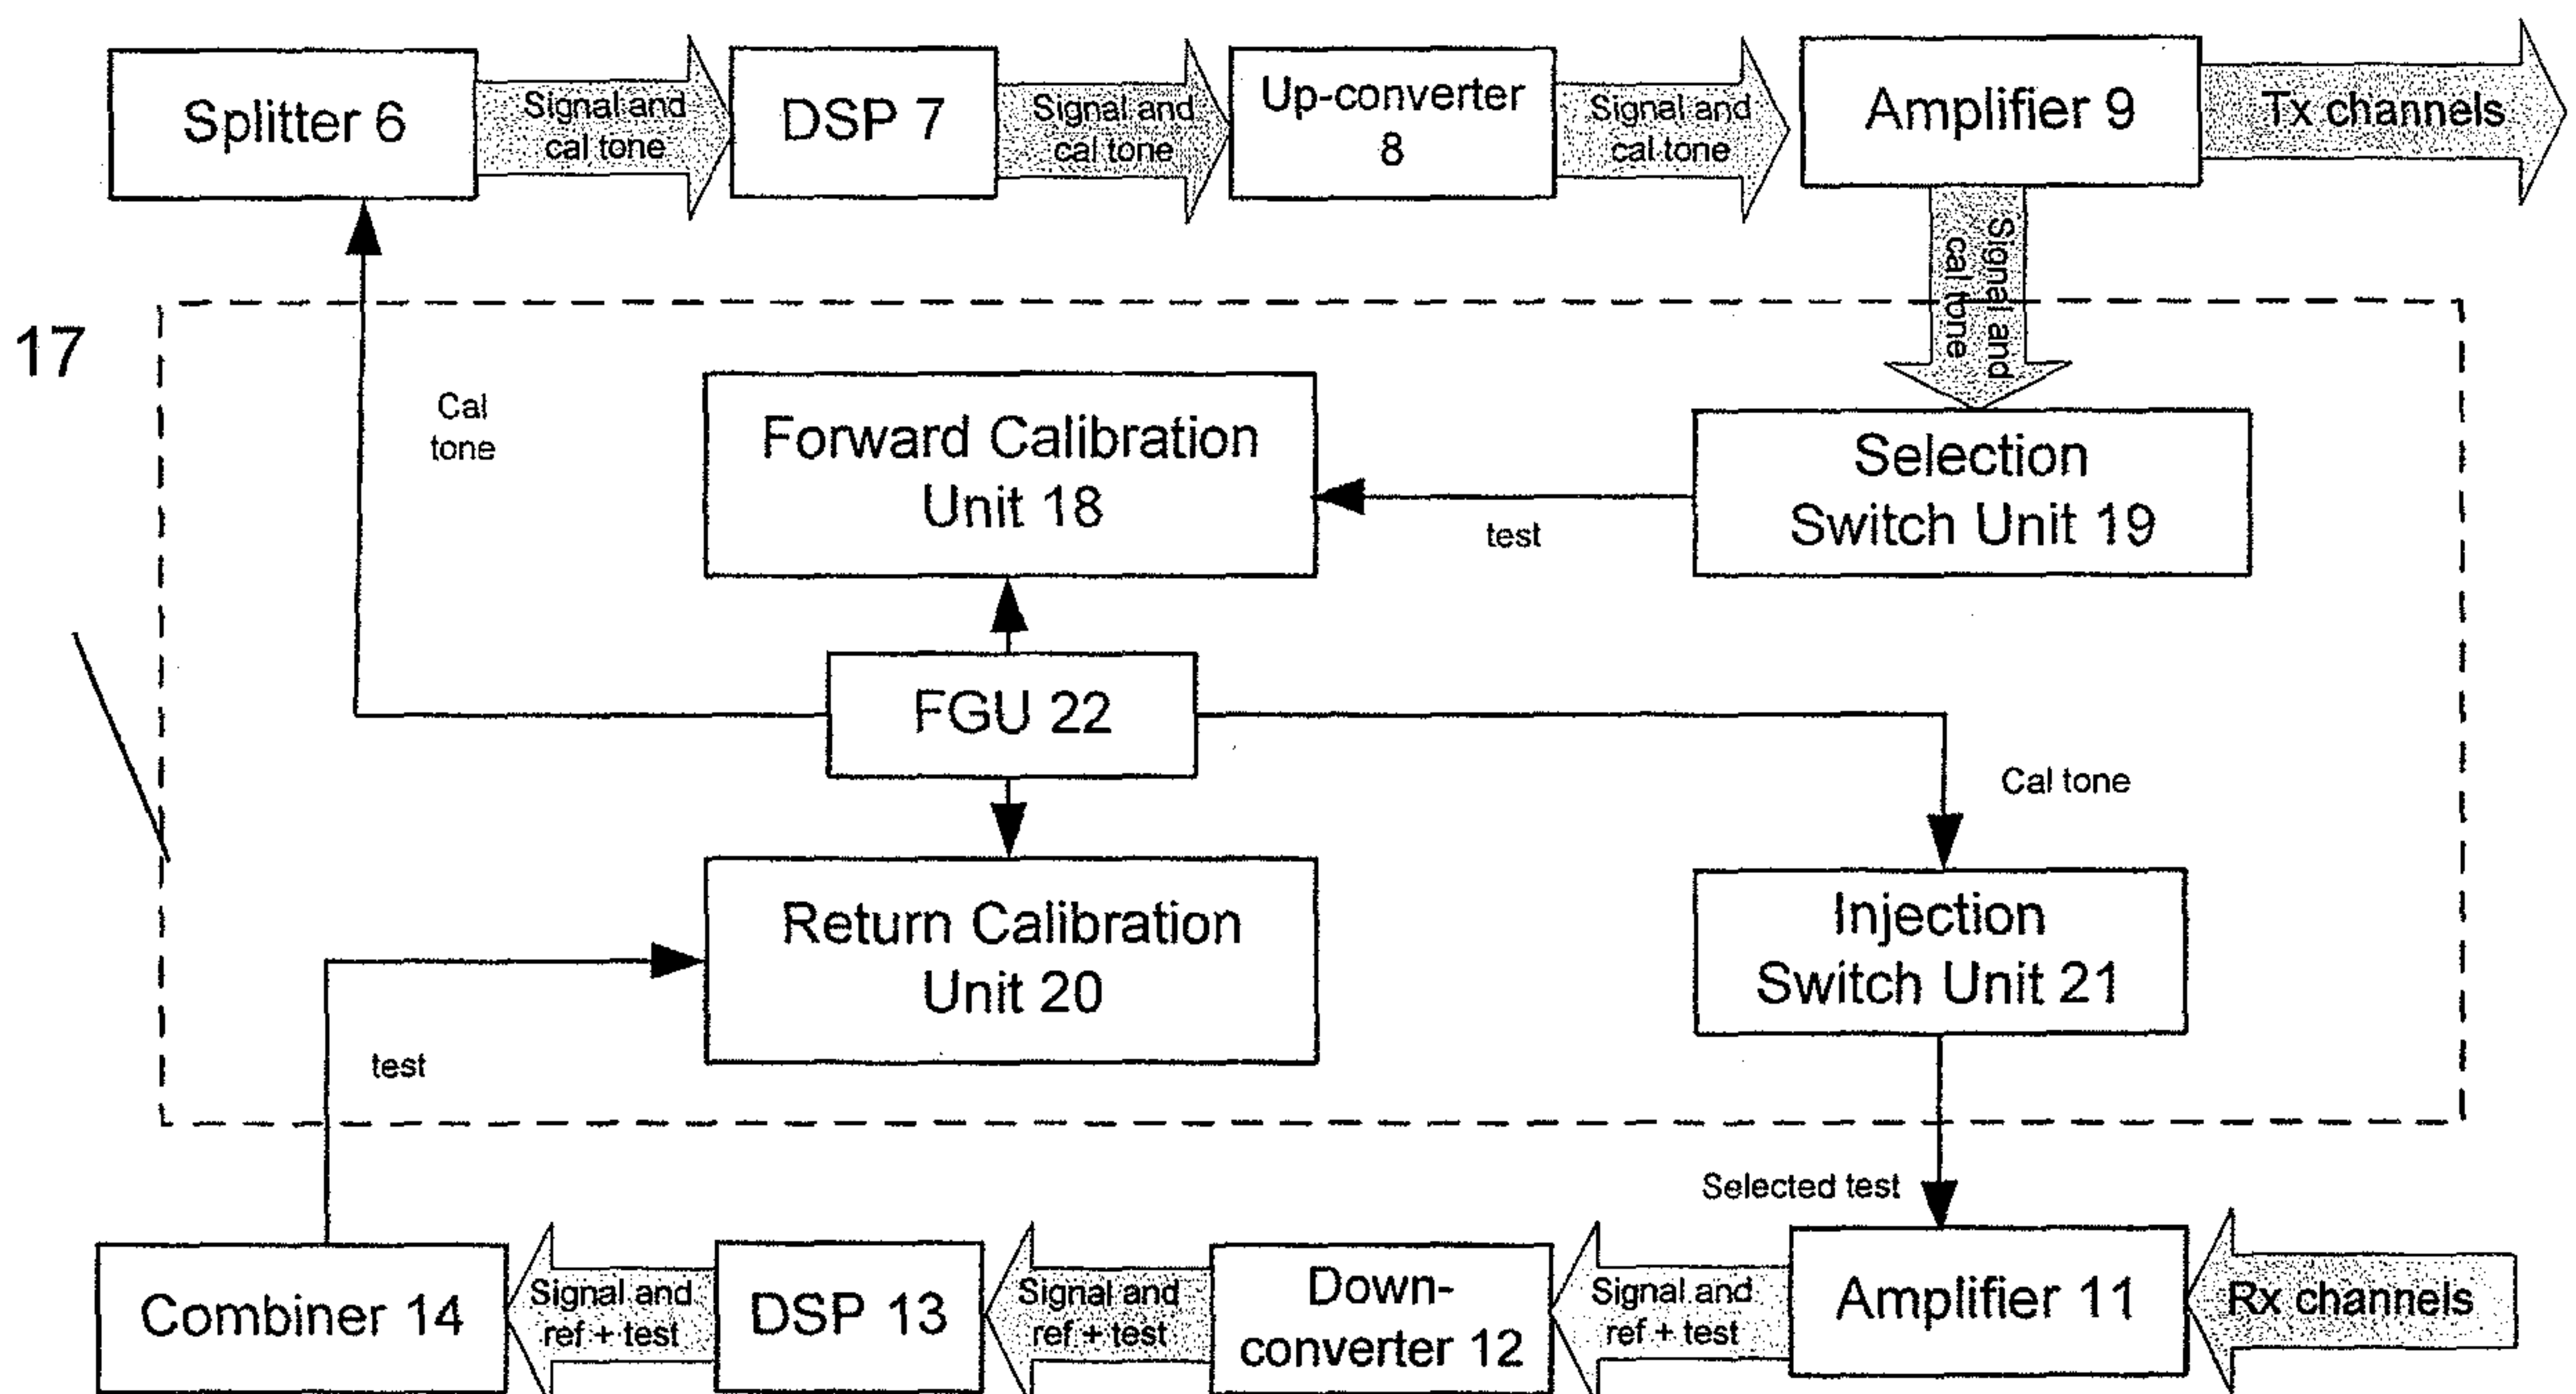 Splitter 6
Signal and
cal tone
DSP 7
Signal and
cal tone
Up-converter
8
Signal and
cal tone
Amplifier 9
Tx channels
Signal and
cal tone
17
Cal
tone
Forward Calibration
Unit 18
test
Selection
Switch Unit 19
FGU 22
Cal tone
Return Calibration
Unit 20
Injection
Switch Unit 21
test
Selected test
Combiner 14
Signal and
ref + test
DSP 13
Signal and
ref + test
Down-
converter 12
Signal and
ref + test
Amplifier 11
Rx channels